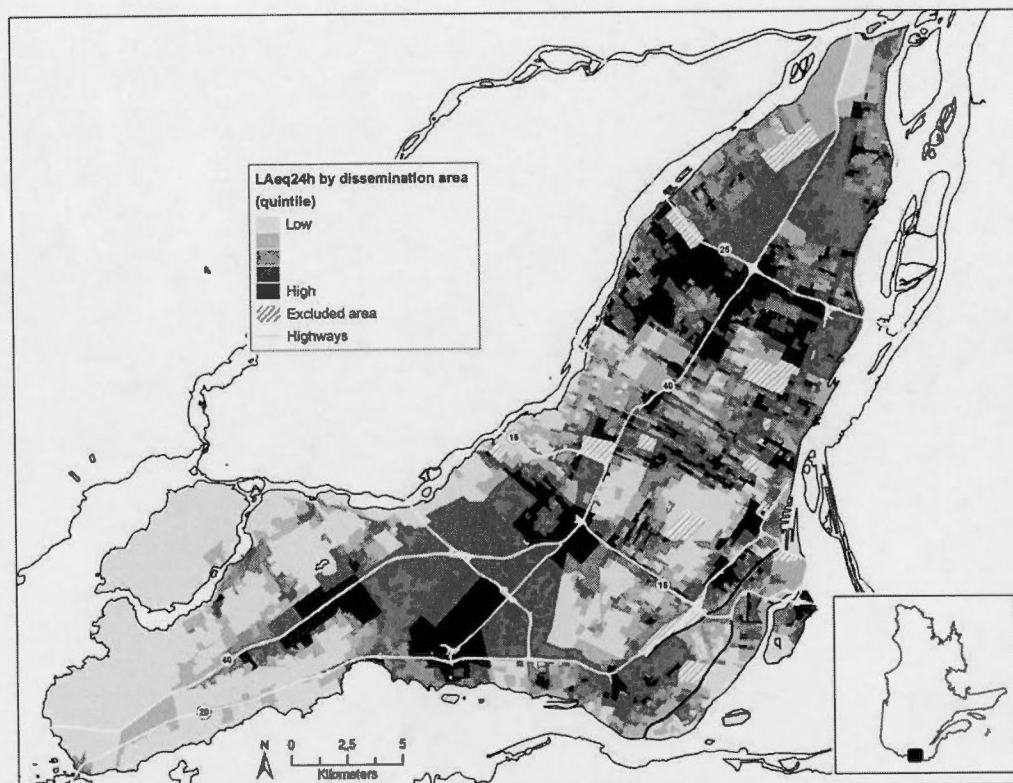 LAeq24h by dissemination area
(quintile)
Low
High
Excluded area
Highways
25
40
15
15
40
20
N
0 2,5 5
Kilometers